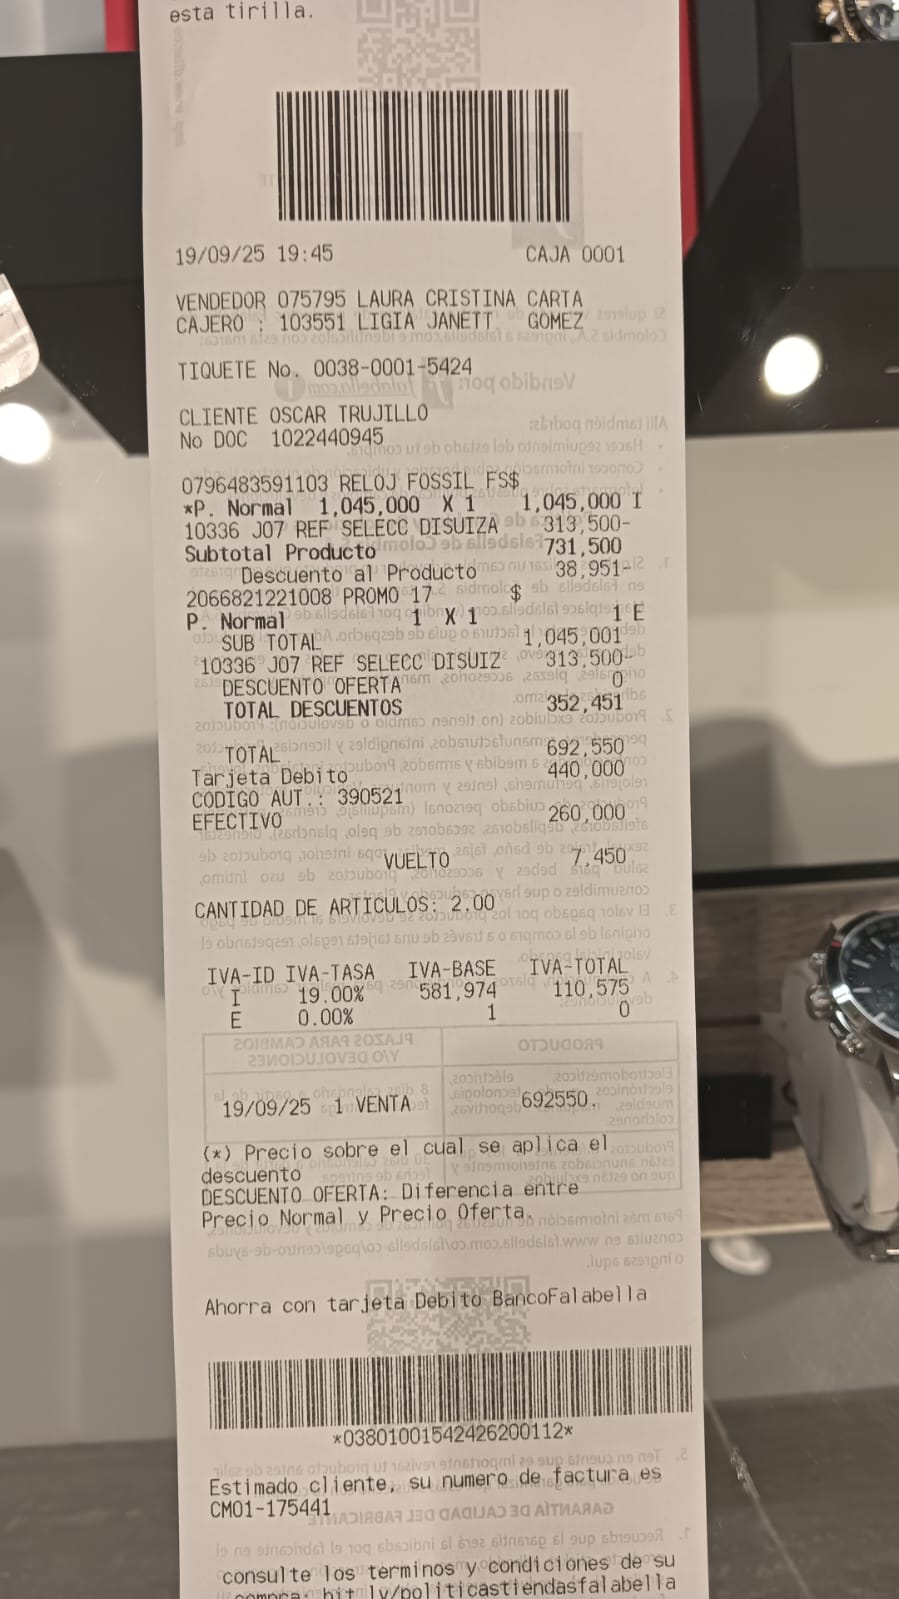 esta tirilla.
19/09/25 19:45 CAJA 0001
VENDEDOR 075795 LAURA CRISTINA CARTA
CAJERO : 103551 LIGIA JANETT GOMEZ
TIQUETE No. 0038-0001-5424
CLIENTE OSCAR TRUJILLO
No DOC 1022440945
0796483591103 RELOJ FOSSIL FS$
*P. Normal 1,045,000 X 1 1,045,000 I
10336 J07 REF SELECC DISUIZA 313,500-
Subtotal Producto 731,500
Descuento al Producto 38,951-
2066821221008 PROMO 17 $
P. Normal 1 X 1 1 E
SUB TOTAL 1,045,001
10336 J07 REF SELECC DISUIZ 313,500-
DESCUENTO OFERTA 0
TOTAL DESCUENTOS 352,451
TOTAL 692,550
Tarjeta Debito 440,000
CODIGO AUT.: 390521
EFECTIVO 260,000
VUELTO 7,450
CANTIDAD DE ARTICULOS: 2.00
IVA-ID IVA-TASA IVA-BASE IVA-TOTAL
I 19.00% 581,974 110,575
E 0.00% 1 0
19/09/25 1 VENTA 692550.
(*) Precio sobre el cual se aplica el
descuento
DESCUENTO OFERTA: Diferencia entre
Precio Normal y Precio Oferta.
Ahorra con tarjeta Debito BancoFalabella
*03801001542426200112*
Estimado cliente, su numero de factura es
CM01-175441
consulte los terminos y condiciones de su
compra: bit.ly/politicastiendasfalabella